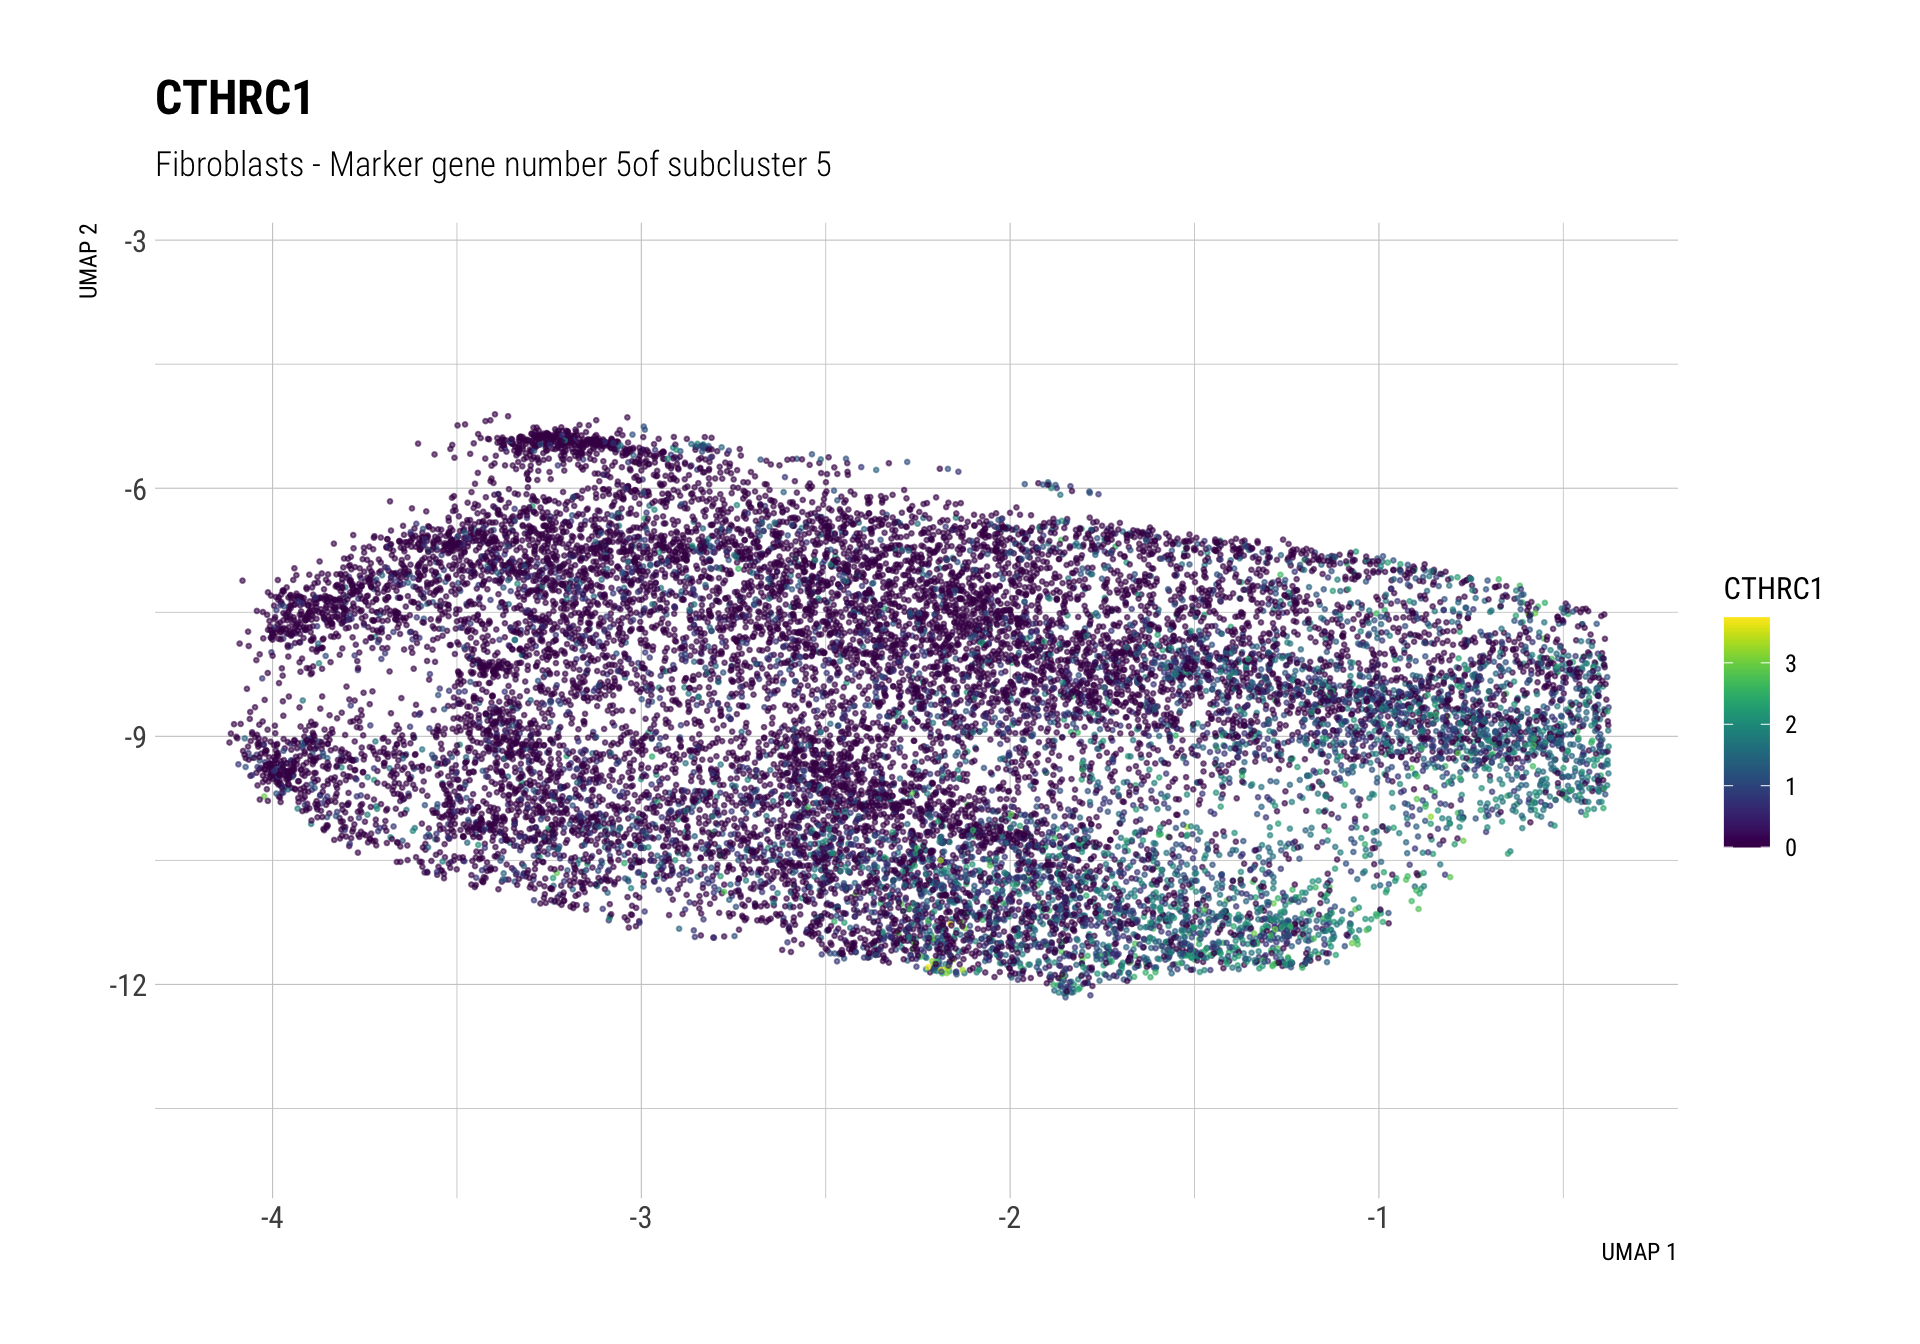 CTHRC1
Fibroblasts - Marker gene number 5of subcluster 5
UMAP 2
-3
-6
-9
-12
-4
-3
-2
-1
UMAP 1
CTHRC1
3
2
1
0